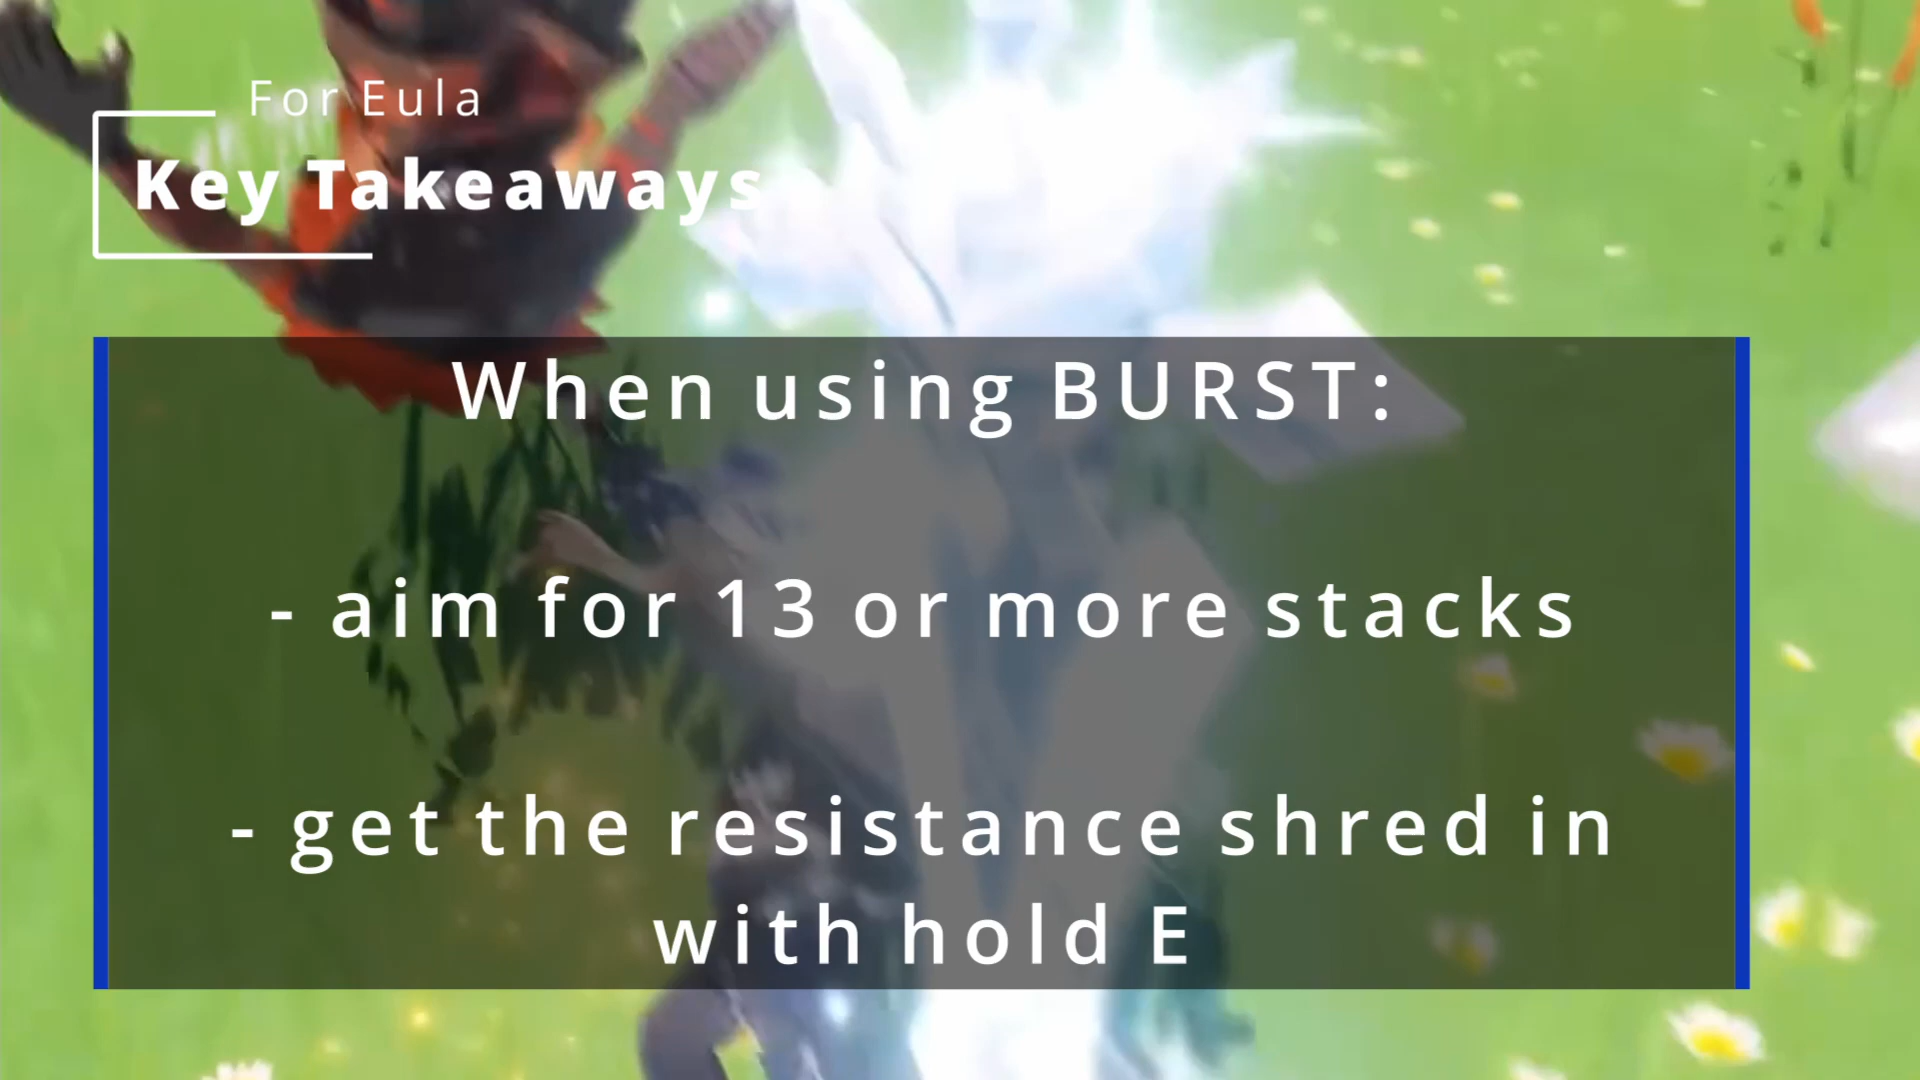 For Eula
Key Takeaways
When using BURST:
- aim for 13 or more stacks
- get the resistance shred in
with hold E